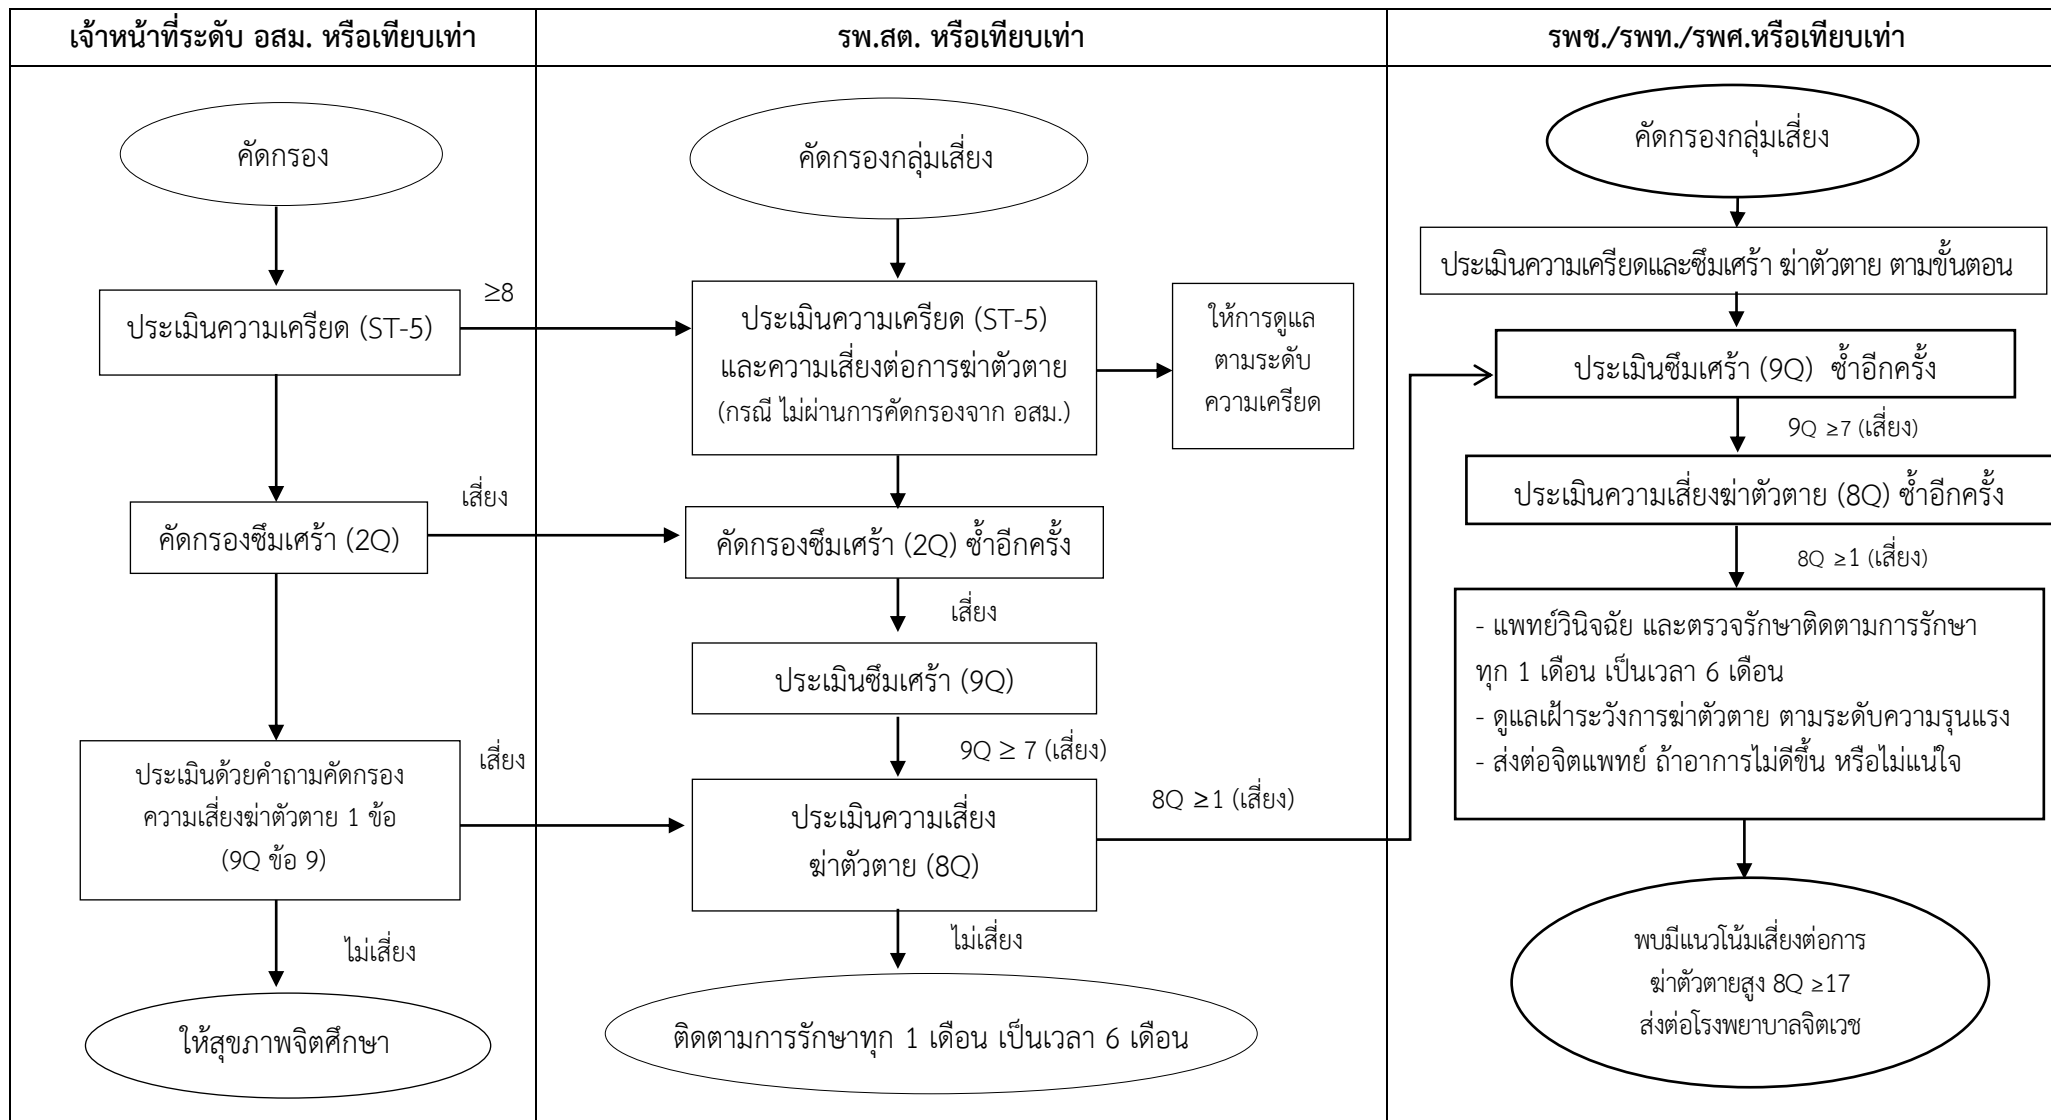 เจ้าหน้าที่ระดับ อสม. หรือเทียบเท่า
คัดกรอง
ประเมินความเครียด (ST-5)
≥8
คัดกรองซึมเศร้า (2Q)
เสี่ยง
ประเมินด้วยคำถามคัดกรอง
ความเสี่ยงฆ่าตัวตาย 1 ข้อ
(9Q ข้อ 9)
เสี่ยง
ไม่เสี่ยง
ให้สุขภาพจิตศึกษา
รพ.สต. หรือเทียบเท่า
คัดกรองกลุ่มเสี่ยง
ประเมินความเครียด (ST-5)
และความเสี่ยงต่อการฆ่าตัวตาย
(กรณี ไม่ผ่านการคัดกรองจาก อสม.)
ให้การดูแล
ตามระดับ
ความเครียด
คัดกรองซึมเศร้า (2Q) ซ้ำอีกครั้ง
เสี่ยง
ประเมินซึมเศร้า (9Q)
9Q ≥ 7 (เสี่ยง)
ประเมินความเสี่ยง
ฆ่าตัวตาย (8Q)
8Q ≥1 (เสี่ยง)
ไม่เสี่ยง
ติดตามการรักษาทุก 1 เดือน เป็นเวลา 6 เดือน
รพช./รพท./รพศ.หรือเทียบเท่า
คัดกรองกลุ่มเสี่ยง
ประเมินความเครียดและซึมเศร้า ฆ่าตัวตาย ตามขั้นตอน
ประเมินซึมเศร้า (9Q) ซ้ำอีกครั้ง
9Q ≥7 (เสี่ยง)
ประเมินความเสี่ยงฆ่าตัวตาย (8Q) ซ้ำอีกครั้ง
8Q ≥1 (เสี่ยง)
- แพทย์วินิจฉัย และตรวจรักษาติดตามการรักษา
ทุก 1 เดือน เป็นเวลา 6 เดือน
- ดูแลเฝ้าระวังการฆ่าตัวตาย ตามระดับความรุนแรง
- ส่งต่อจิตแพทย์ ถ้าอาการไม่ดีขึ้น หรือไม่แน่ใจ
พบมีแนวโน้มเสี่ยงต่อการ
ฆ่าตัวตายสูง 8Q ≥17
ส่งต่อโรงพยาบาลจิตเวช